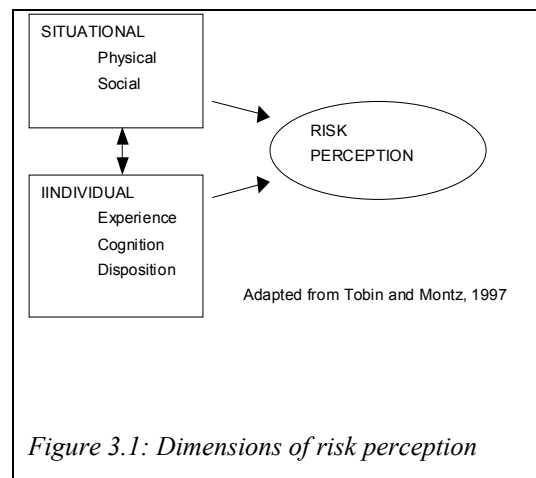 SITUATIONAL
Physical
Social
RISK
PERCEPTION
IINDIVIDUAL
Experience
Cognition
Disposition
Adapted from Tobin and Montz, 1997
Figure 3.1: Dimensions of risk perception